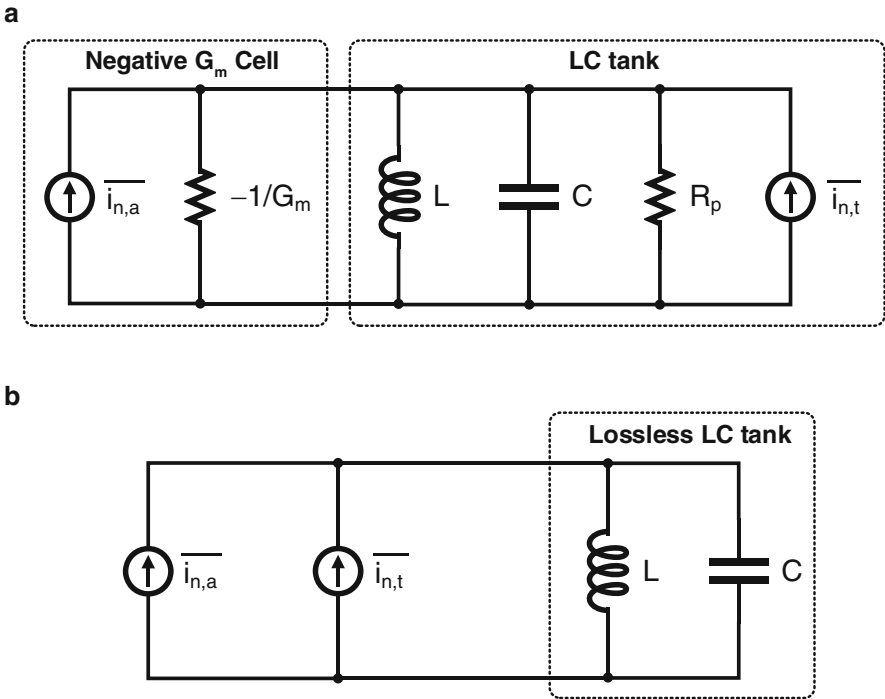 a
Negative Gm Cell
LC tank
in,a
−1/Gm
L
C
Rp
in,t
b
Lossless LC tank
in,a
in,t
L
C